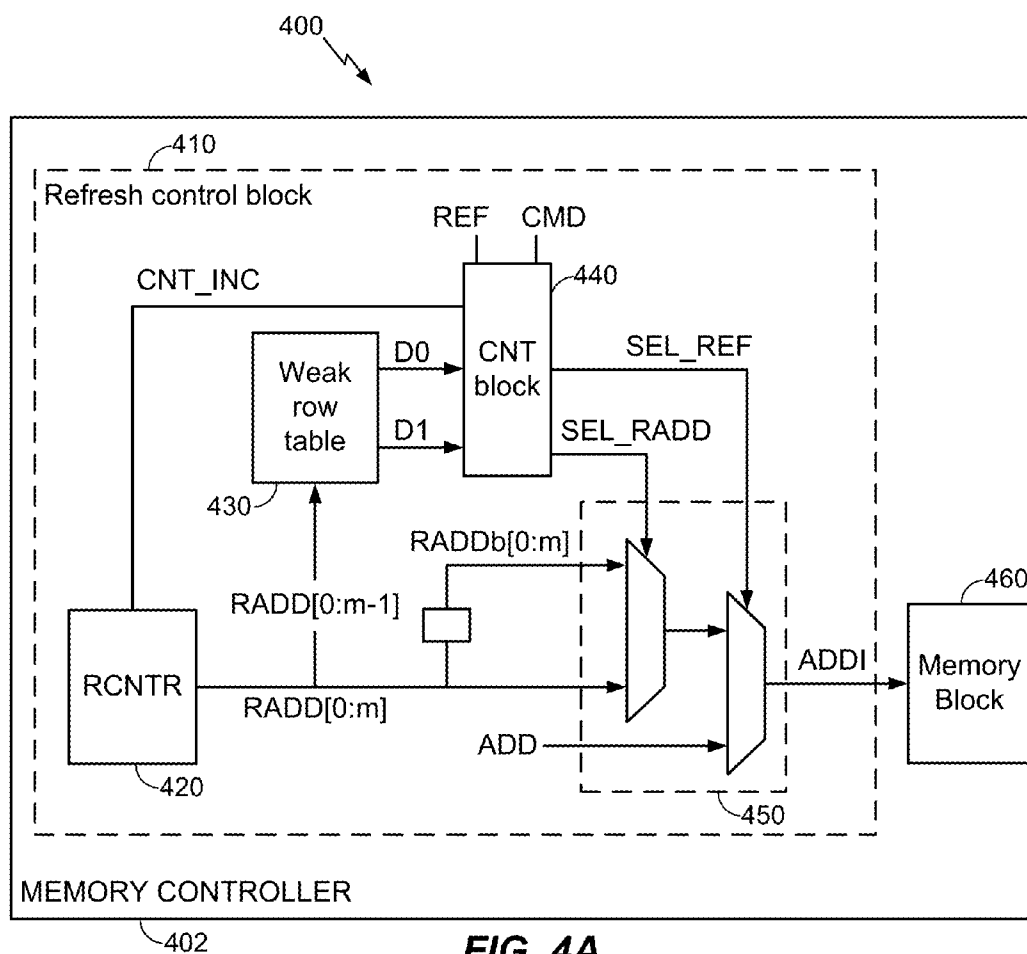 400
410
Refresh control block
REF CMD
440
CNT_INC
CNT
block
D0
D1
Weak
row
table
430
SEL_REF
SEL_RADD
RADDb[0:m]
RADD[0:m-1]
460
RCNTR
RADD[0:m]
ADDI
Memory
Block
ADD
420
450
MEMORY CONTROLLER
402
FIG. 4A